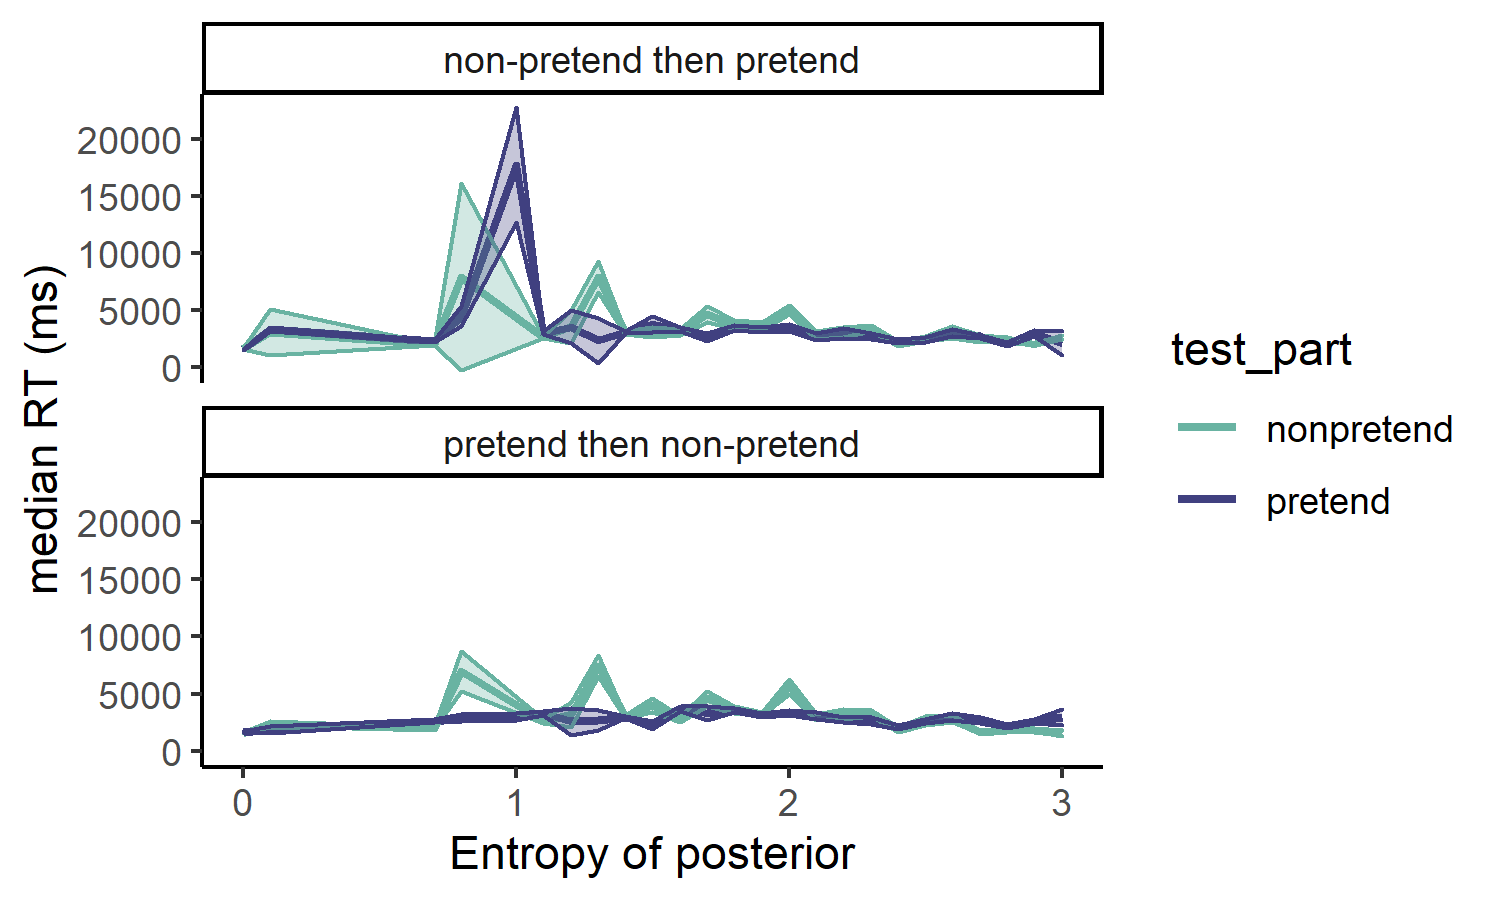 non-pretend then pretend
20000
15000
10000
5000
0
pretend then non-pretend
20000
15000
10000
5000
0
0 1 2 3
Entropy of posterior
median RT (ms)
test_part
nonpretend
pretend